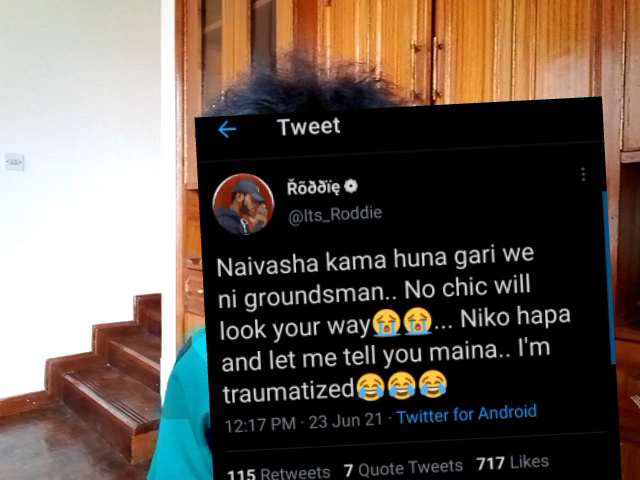 Tweet
Řõððïę
@Its_Roddie
Naivasha kama huna gari we
ni groundsman.. No chic will
look your way😭😭... Niko hapa
and let me tell you maina.. I'm
traumatized😂😂😂
12:17 PM · 23 Jun 21 · Twitter for Android
115 Retweets 7 Quote Tweets 717 Likes